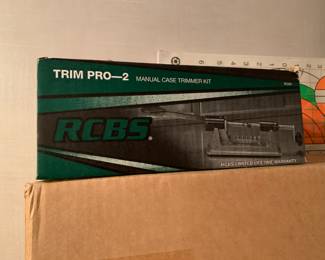 TRIM PRO—2 MANUAL CASE TRIMMER KIT
RCBS
RCBS LIMITED LIFETIME WARRANTY